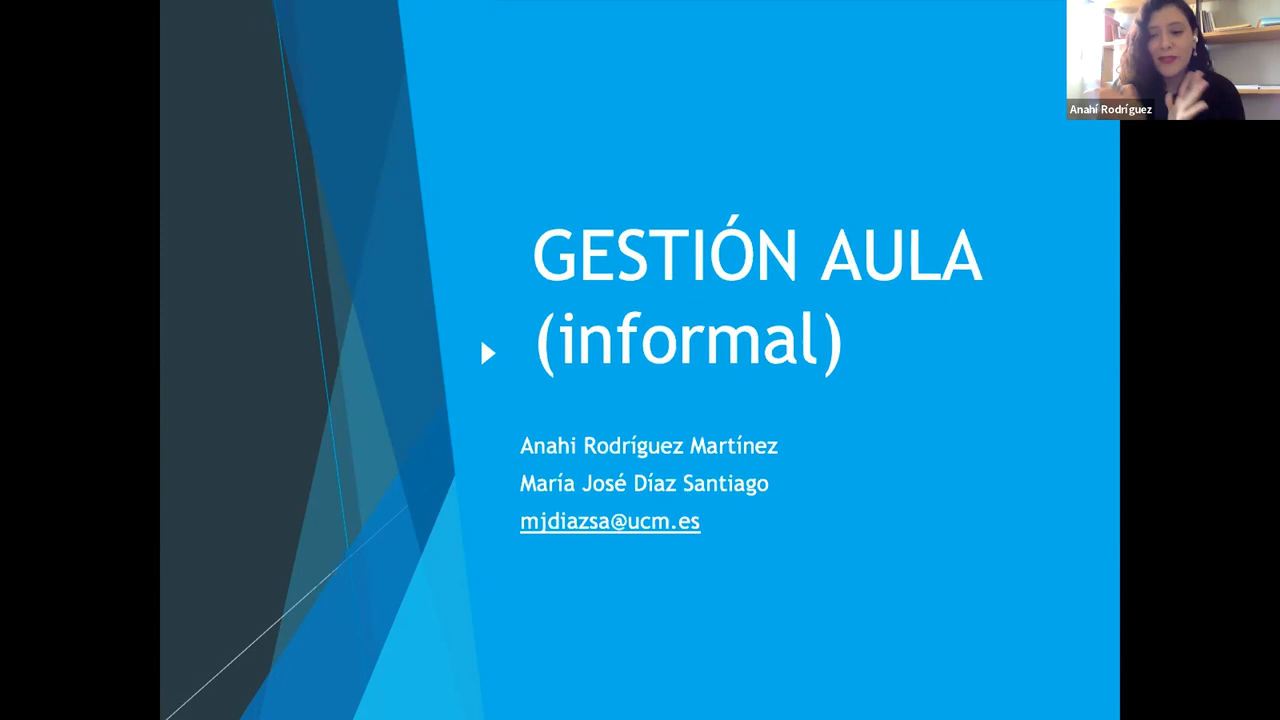 Anahí Rodríguez
GESTIÓN AULA
(informal)
Anahi Rodríguez Martínez
María José Díaz Santiago
mjdiazsa@ucm.es